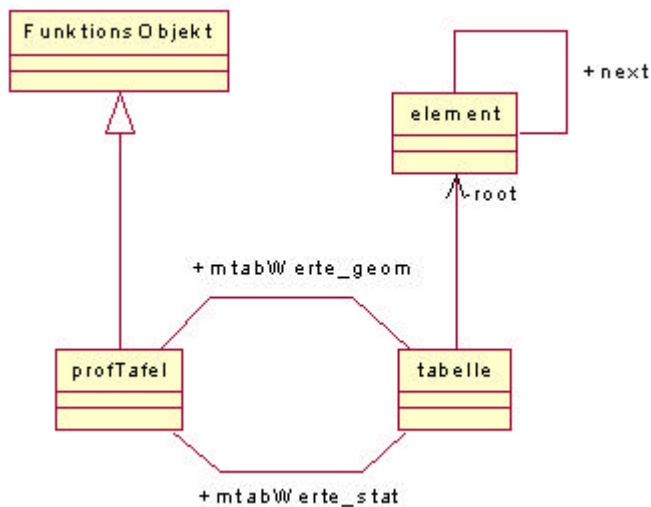 FunktionsObjekt
+next
element
-root
+mtabWerte_geom
profTafel
tabelle
+mtabWerte_stat